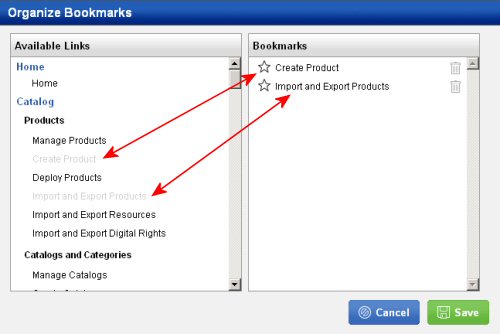 Organize Bookmarks
Available Links
Home
Home
Catalog
Products
Manage Products
Create Product
Deploy Products
Import and Export Products
Import and Export Resources
Import and Export Digital Rights
Catalogs and Categories
Manage Catalogs
Bookmarks
Create Product
Import and Export Products
Cancel
Save